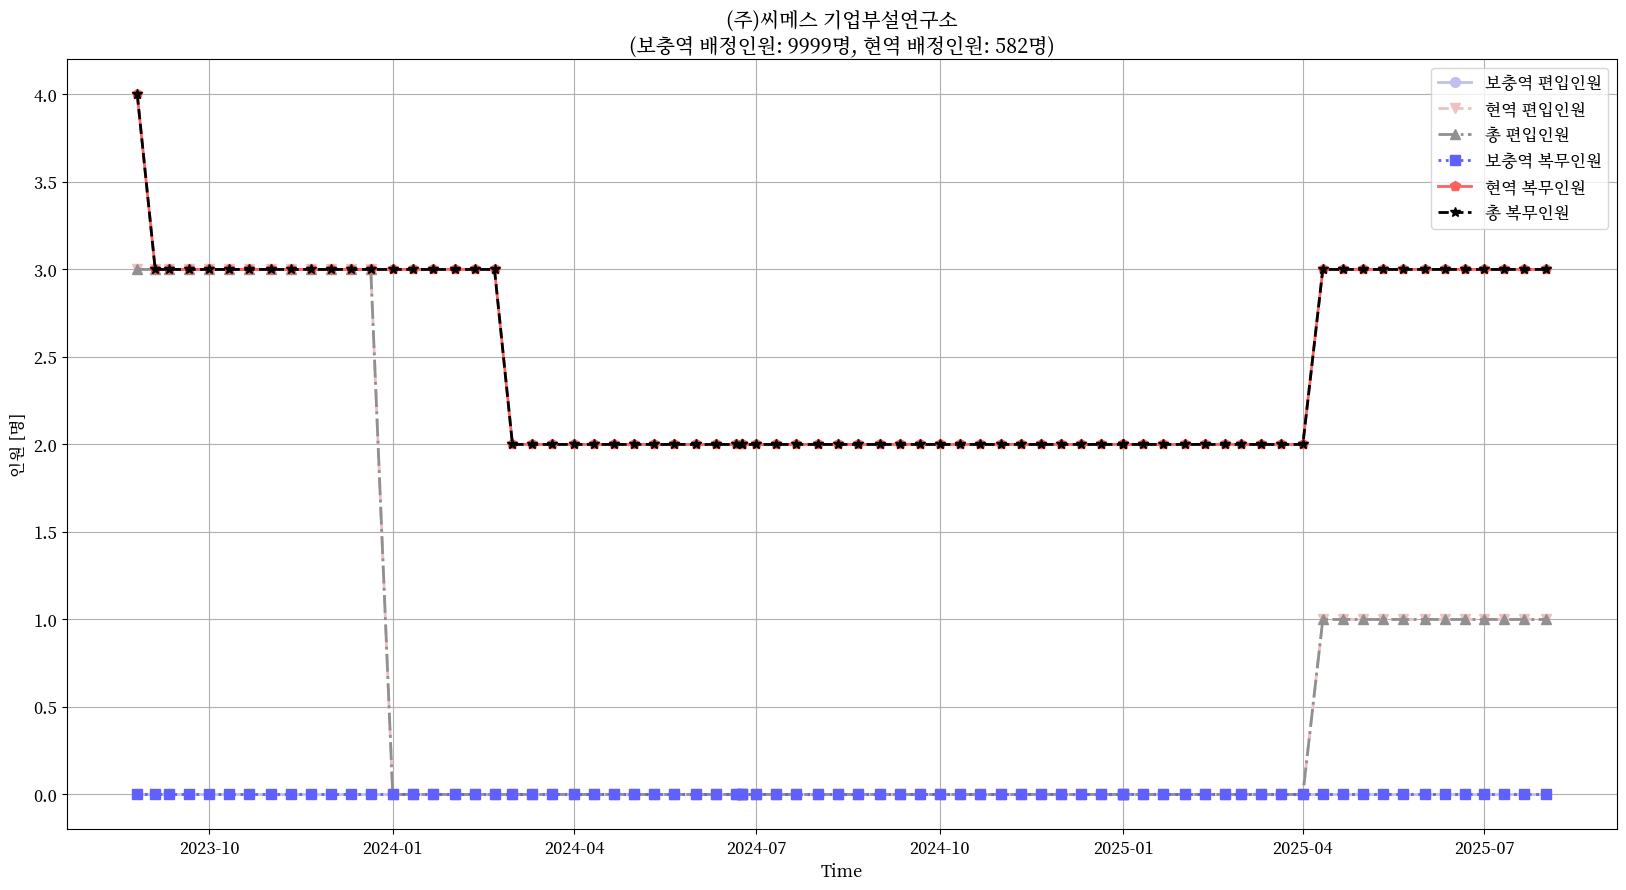 (주)씨메스 기업부설연구소
(보충역 배정인원: 9999명, 현역 배정인원: 582명)
보충역 편입인원
현역 편입인원
총 편입인원
보충역 복무인원
현역 복무인원
총 복무인원
4.0
3.5
3.0
2.5
2.0
1.5
1.0
0.5
0.0
인원 [명]
2023-10
2024-01
2024-04
2024-07
2024-10
2025-01
2025-04
2025-07
Time